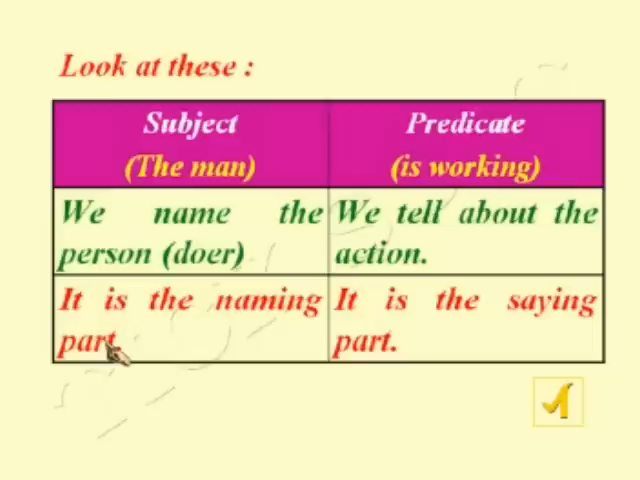 Look at these :
Subject Predicate
(The man) (is working)
We name the We tell about the
person (doer) action.
It is the naming It is the saying
part. part.